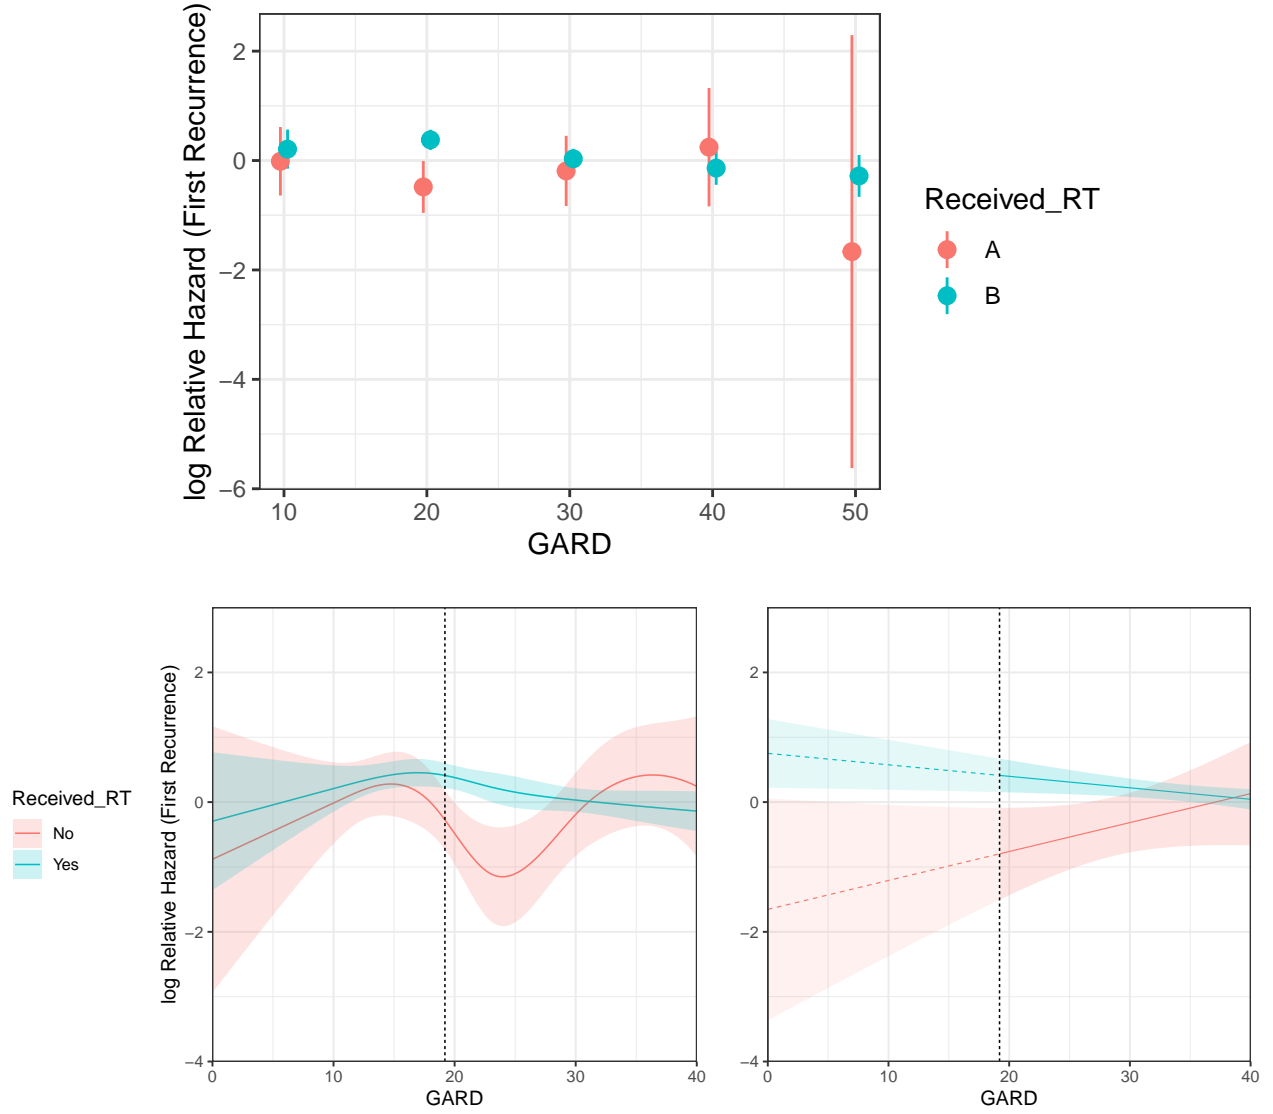 log Relative Hazard (First Recurrence)
2
0
−2
−4
−6
10 20 30 40 50
GARD
Received_RT
A
B
Received_RT
No
Yes
log Relative Hazard (First Recurrence)
2
0
−2
−4
0 10 20 30 40
GARD
2
0
−2
−4
0 10 20 30 40
GARD